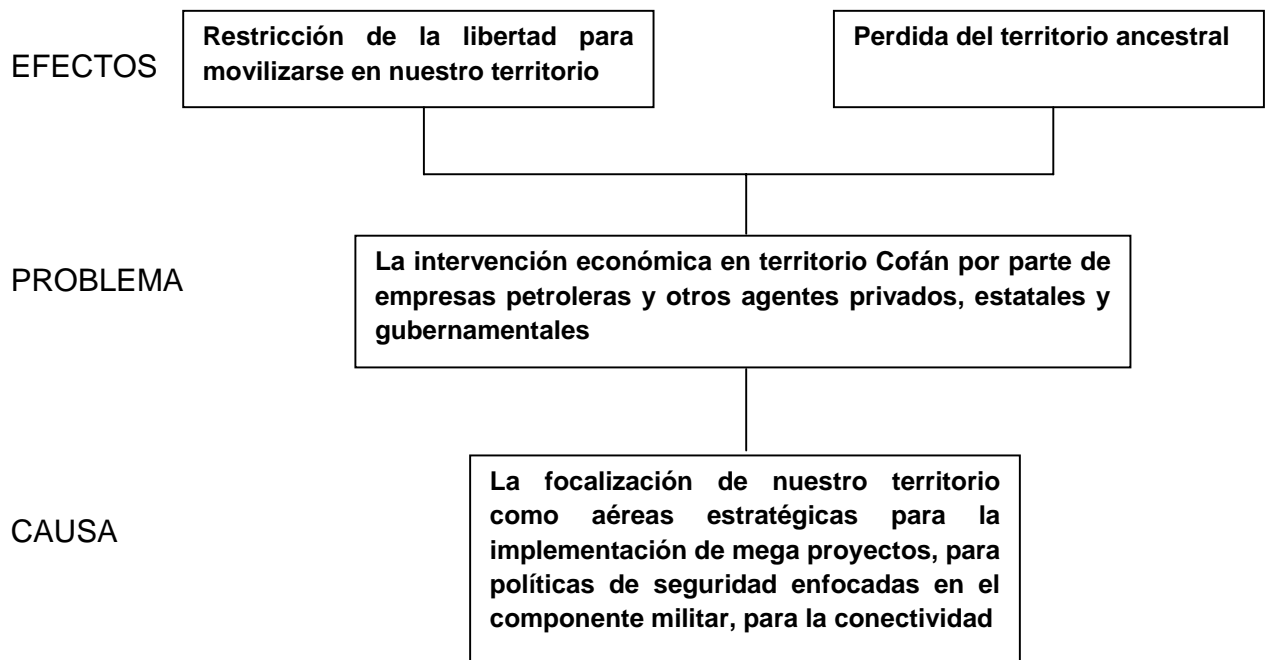 EFECTOS
Restricción de la libertad para
movilizarse en nuestro territorio
Perdida del territorio ancestral
PROBLEMA
La intervención económica en territorio Cofán por parte de
empresas petroleras y otros agentes privados, estatales y
gubernamentales
CAUSA
La focalización de nuestro territorio
como aéreas estratégicas para la
implementación de mega proyectos, para
políticas de seguridad enfocadas en el
componente militar, para la conectividad